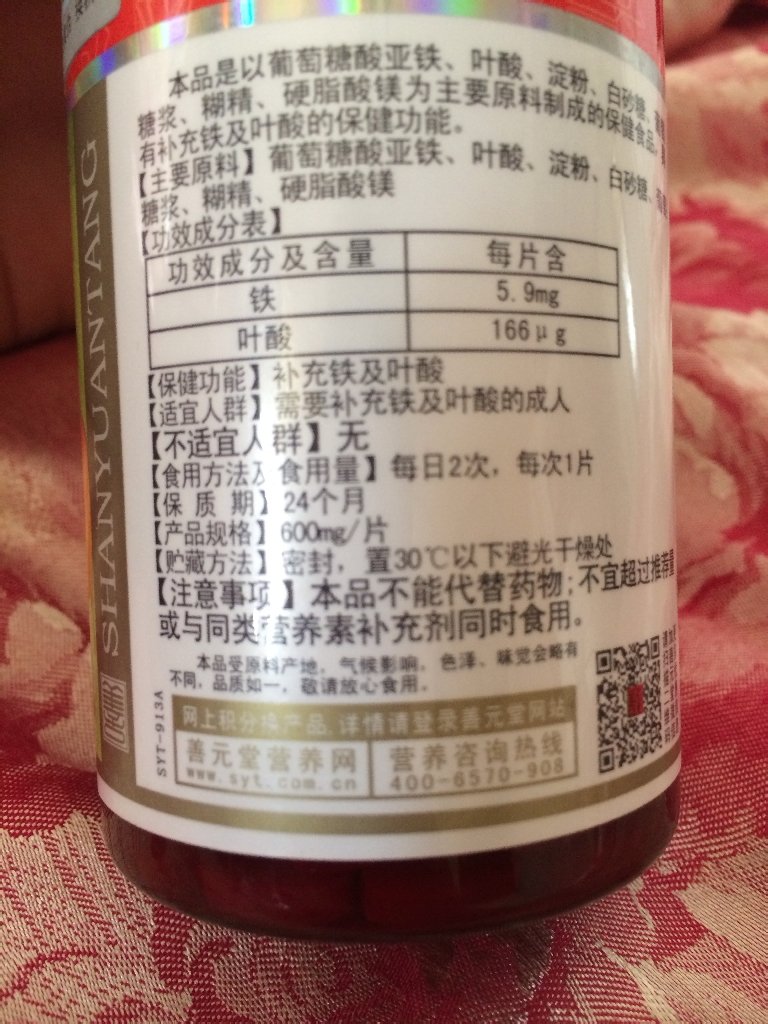 本品是以葡萄糖酸亚铁、叶酸、淀粉、白砂糖、
糖浆、糊精、硬脂酸镁为主要原料制成的保健食品,
有补充铁及叶酸的保健功能。
【主要原料】葡萄糖酸亚铁、叶酸、淀粉、白砂糖、
糖浆、糊精、硬脂酸镁
【功效成分表】
功效成分及含量 每片含
铁 5.9mg
叶酸 166μg
【保健功能】补充铁及叶酸
【适宜人群】需要补充铁及叶酸的成人
【不适宜人群】无
【食用方法及食用量】每日2次，每次1片
【保 质 期】24个月
【产品规格】600mg/片
【贮藏方法】密封，置30℃以下避光干燥处
【注意事项】本品不能代替药物;不宜超过推荐量
或与同类营养素补充剂同时食用。
本品受原料产地，气候影响，色泽、味觉会略有
不同，品质如一，敬请放心食用。
网上积分换产品,详情请登录善元堂网站
善元堂营养网 营养咨询热线
www.syt.com.cn 400-6570-908
SYT-913A
SHANYUANTANG